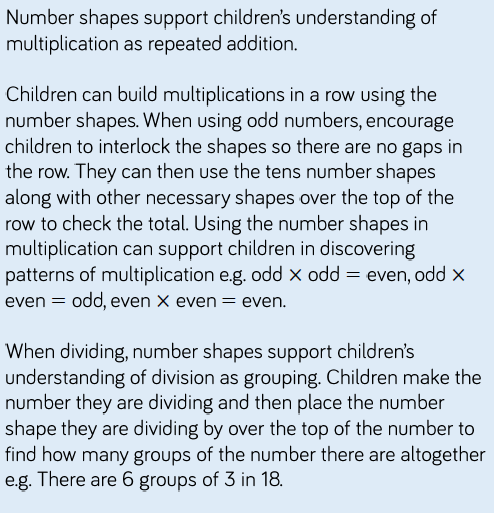 Number shapes support children's understanding of
multiplication as repeated addition.
Children can build multiplications in a row using the
number shapes. When using odd numbers, encourage
children to interlock the shapes so there are no gaps in
the row. They can then use the tens number shapes
along with other necessary shapes over the top of the
row to check the total. Using the number shapes in
multiplication can support children in discovering
patterns of multiplication e.g. odd × odd = even, odd ×
even = odd, even × even = even.
When dividing, number shapes support children's
understanding of division as grouping. Children make the
number they are dividing and then place the number
shape they are dividing by over the top of the number to
find how many groups of the number there are altogether
e.g. There are 6 groups of 3 in 18.